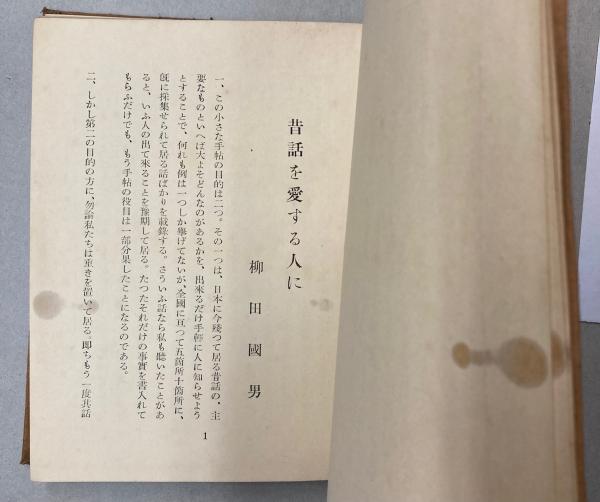 昔話を愛する人に
柳田國男
一、この小さな手帖の目的は二つ。その一つは、日本に今殘つて居る昔話の、主
要なものといへば大よそどんなのがあるかを、出來るだけ手輕に人に知らせよう
とすることで、何れも例は一つしか擧げてないが、全國に亘つて五箇所十箇所に、
既に採集せられて居る話ばかりを載錄する。さういふ話なら私も聽いたことがあ
ると、いふ人の出て來ることを豫期して居る。たつたそれだけの事實を書入れて
もらふだけでも、もう手帖の役目は一部分果したことになるのである。
二、しかし第二の目的の方に、勿論私たちは重きを置いて居る。卽ちもう一度其話
1